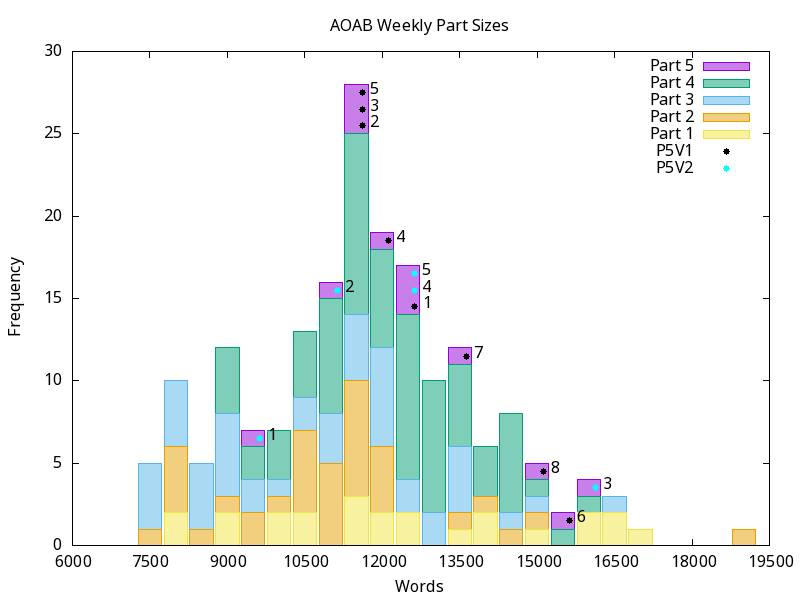 AOAB Weekly Part Sizes
30
25
20
15
10
5
0
Frequency
Part 5
Part 4
Part 3
Part 2
Part 1
P5V1
P5V2
5
3
2
4
5
4
1
2
7
1
8
3
6
6000 7500 9000 10500 12000 13500 15000 16500 18000 19500
Words